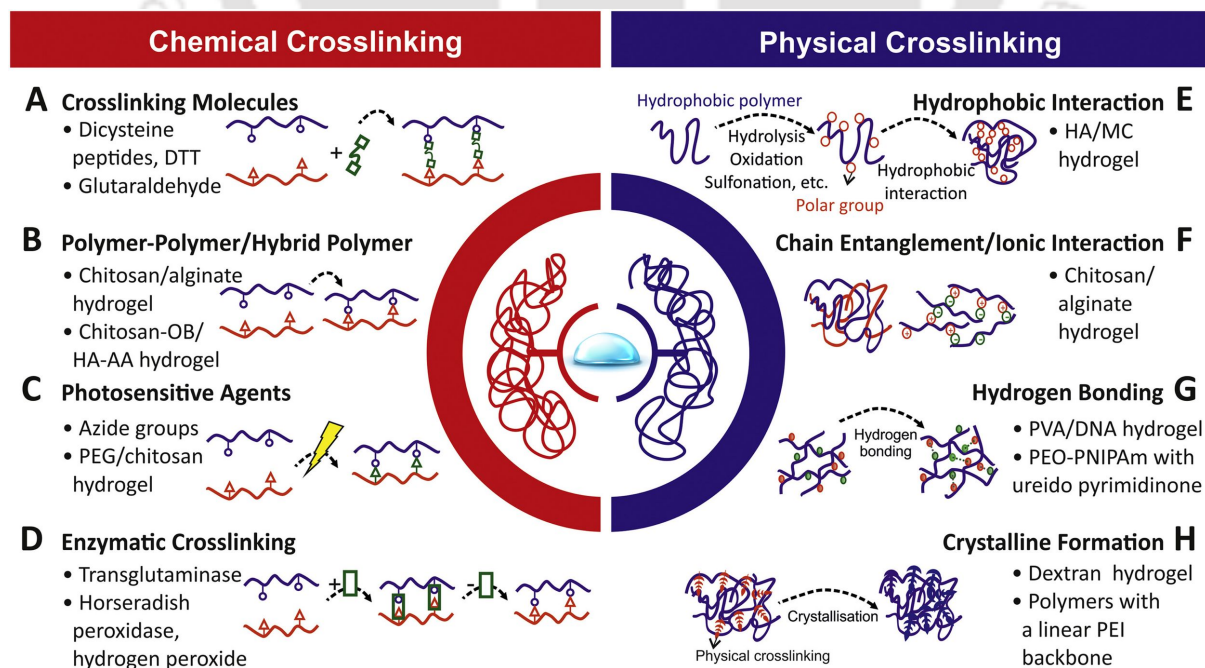 Chemical Crosslinking
Physical Crosslinking
A Crosslinking Molecules
• Dicysteine
peptides, DTT
• Glutaraldehyde
+
B Polymer-Polymer/Hybrid Polymer
• Chitosan/alginate
hydrogel
• Chitosan-OB/
HA-AA hydrogel
C Photosensitive Agents
• Azide groups
• PEG/chitosan
hydrogel
D Enzymatic Crosslinking
• Transglutaminase
• Horseradish
peroxidase,
hydrogen peroxide
+
-
Hydrophobic polymer
Hydrolysis
Oxidation
Sulfonation, etc.
Polar group
Hydrophobic
interaction
Hydrophobic Interaction E
• HA/MC
hydrogel
Chain Entanglement/Ionic Interaction F
• Chitosan/
alginate
hydrogel
Hydrogen Bonding G
Hydrogen
bonding
• PVA/DNA hydrogel
• PEO-PNIPAm with
ureido pyrimidinone
Crystalline Formation H
Crystallisation
Physical crosslinking
• Dextran hydrogel
• Polymers with
a linear PEI
backbone